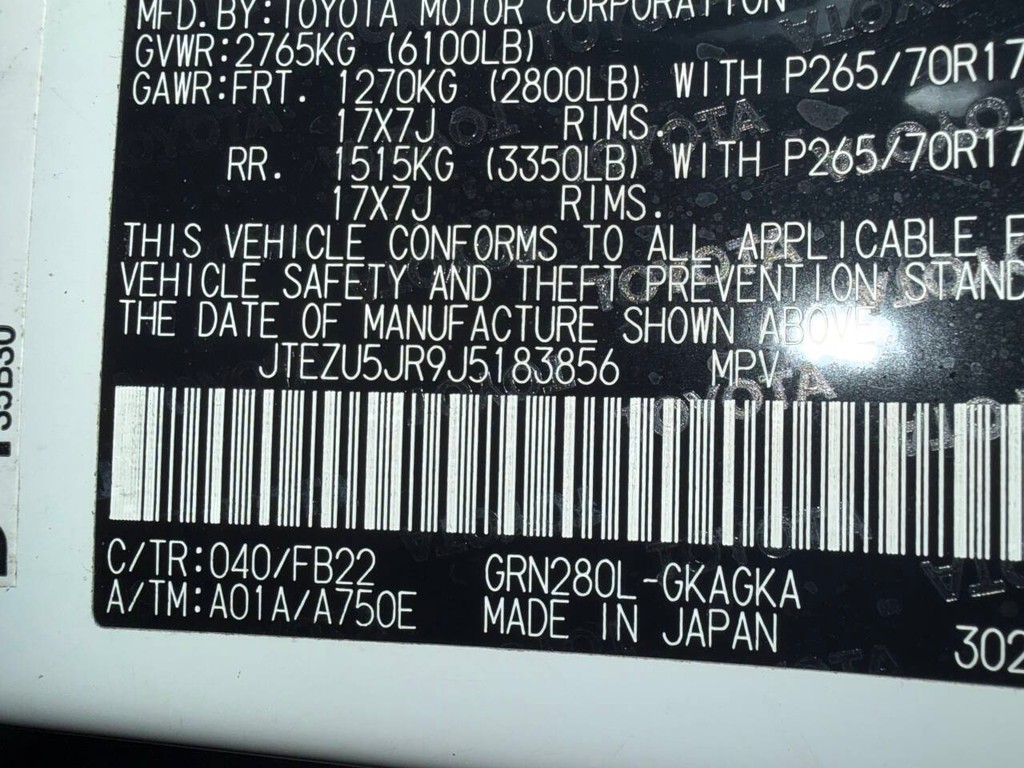 MFD.BY:TOYOTA MOTOR CORPORATION
GVWR:2765KG (6100LB)
GAWR:FRT. 1270KG (2800LB) WITH P265/70R17
17X7J RIMS.
RR. 1515KG (3350LB) WITH P265/70R17
17X7J RIMS.
THIS VEHICLE CONFORMS TO ALL APPLICABLE F
VEHICLE SAFETY AND THEFT PREVENTION STAND
THE DATE OF MANUFACTURE SHOWN ABOVE.
JTEZU5JR9J5183856 MPV
C/TR:040/FB22 GRN280L-GKAGKA
A/TM:A01A/A750E MADE IN JAPAN
302